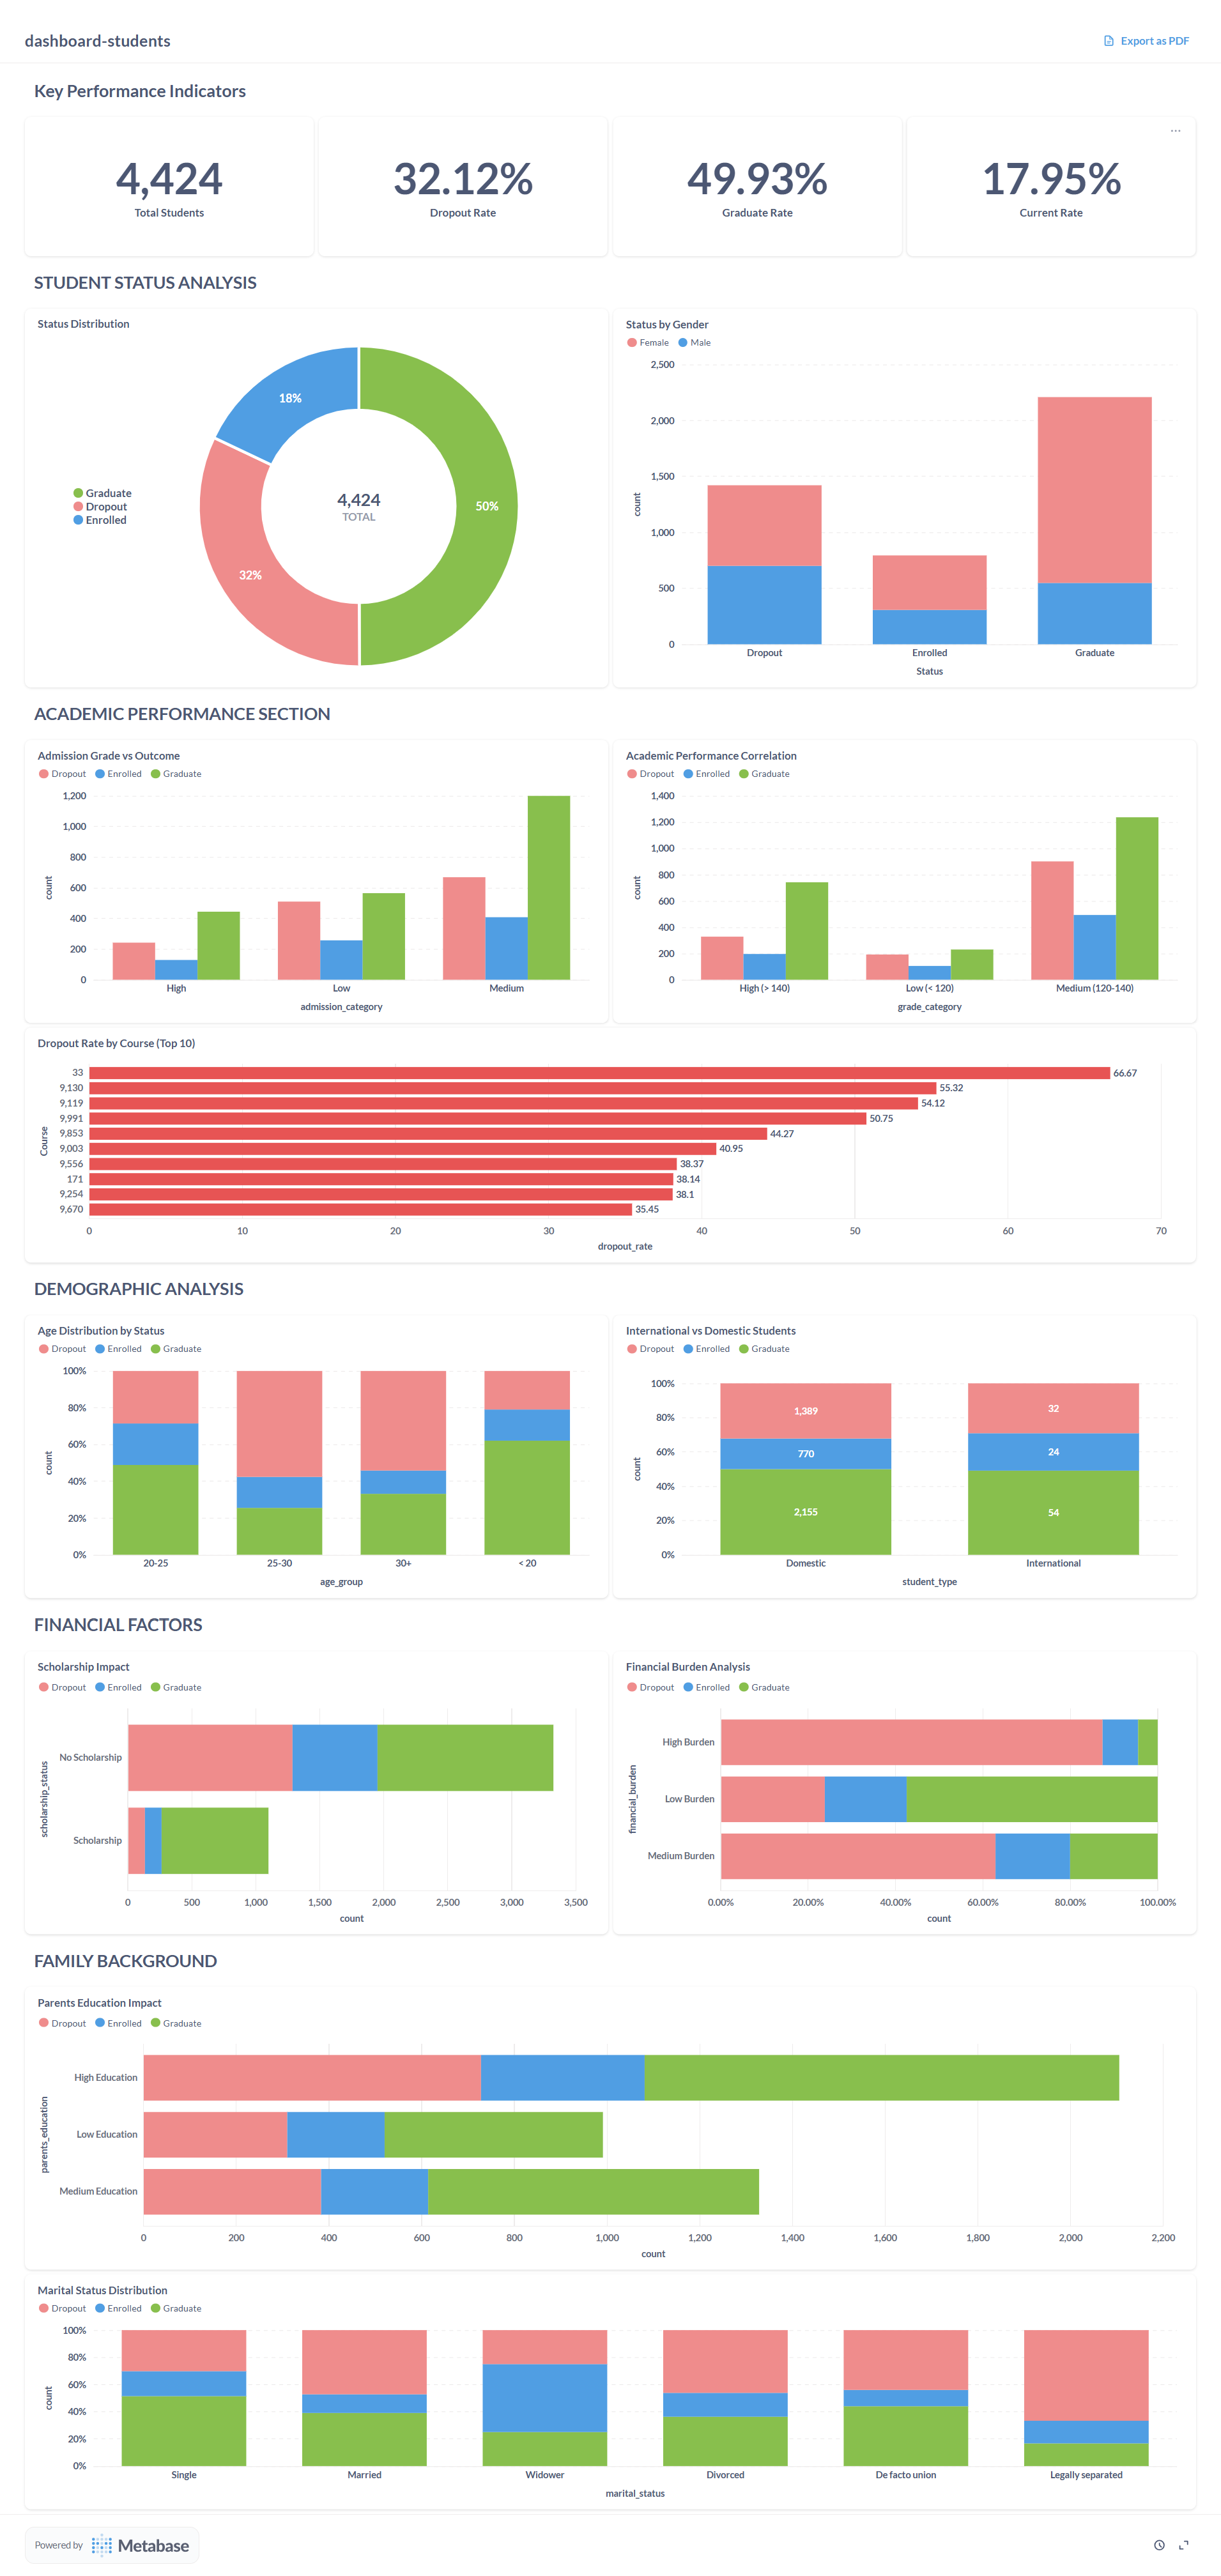 dashboard-students
Export as PDF
Key Performance Indicators
4,424
Total Students
32.12%
Dropout Rate
49.93%
Graduate Rate
...
17.95%
Current Rate
STUDENT STATUS ANALYSIS
Status Distribution
Graduate
Dropout
Enrolled
18%
32%
50%
4,424
TOTAL
Status by Gender
Female Male
2,500
2,000
1,500
1,000
500
0
count
Dropout Enrolled Graduate
Status
ACADEMIC PERFORMANCE SECTION
Admission Grade vs Outcome
Dropout Enrolled Graduate
1,200
1,000
800
600
400
200
0
count
High Low Medium
admission_category
Academic Performance Correlation
Dropout Enrolled Graduate
1,400
1,200
1,000
800
600
400
200
0
count
High (> 140) Low (< 120) Medium (120-140)
grade_category
Dropout Rate by Course (Top 10)
Course
33 66.67
9,130 55.32
9,119 54.12
9,991 50.75
9,853 44.27
9,003 40.95
9,556 38.37
171 38.14
9,254 38.1
9,670 35.45
0 10 20 30 40 50 60 70
dropout_rate
DEMOGRAPHIC ANALYSIS
Age Distribution by Status
Dropout Enrolled Graduate
100%
80%
60%
40%
20%
0%
count
20-25 25-30 30+ < 20
age_group
International vs Domestic Students
Dropout Enrolled Graduate
100%
80%
60%
40%
20%
0%
count
1,389 32
770 24
2,155 54
Domestic International
student_type
FINANCIAL FACTORS
Scholarship Impact
Dropout Enrolled Graduate
scholarship_status
No Scholarship
Scholarship
0 500 1,000 1,500 2,000 2,500 3,000 3,500
count
Financial Burden Analysis
Dropout Enrolled Graduate
financial_burden
High Burden
Low Burden
Medium Burden
0.00% 20.00% 40.00% 60.00% 80.00% 100.00%
count
FAMILY BACKGROUND
Parents Education Impact
Dropout Enrolled Graduate
parents_education
High Education
Low Education
Medium Education
0 200 400 600 800 1,000 1,200 1,400 1,600 1,800 2,000 2,200
count
Marital Status Distribution
Dropout Enrolled Graduate
100%
80%
60%
40%
20%
0%
count
Single Married Widower Divorced De facto union Legally separated
marital_status
Powered by Metabase